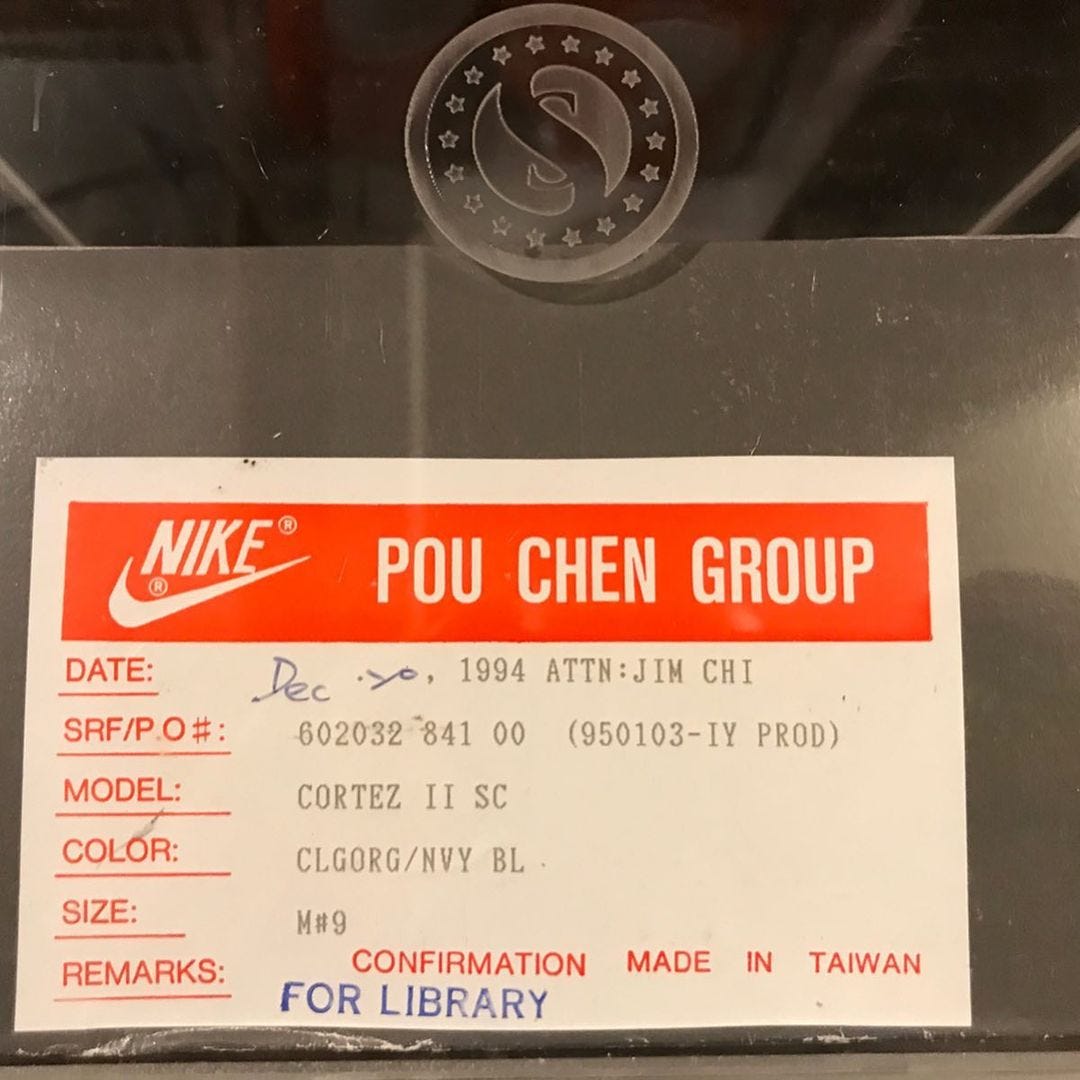 NIKE® ® POU CHEN GROUP
DATE: Dec , 1994 ATTN:JIM CHI
SRF/P.O#: 602032 841 00 (950103-IY PROD)
MODEL: CORTEZ II SC
COLOR: CLGORG/NVY BL
SIZE: M#9
REMARKS: CONFIRMATION MADE IN TAIWAN
FOR LIBRARY